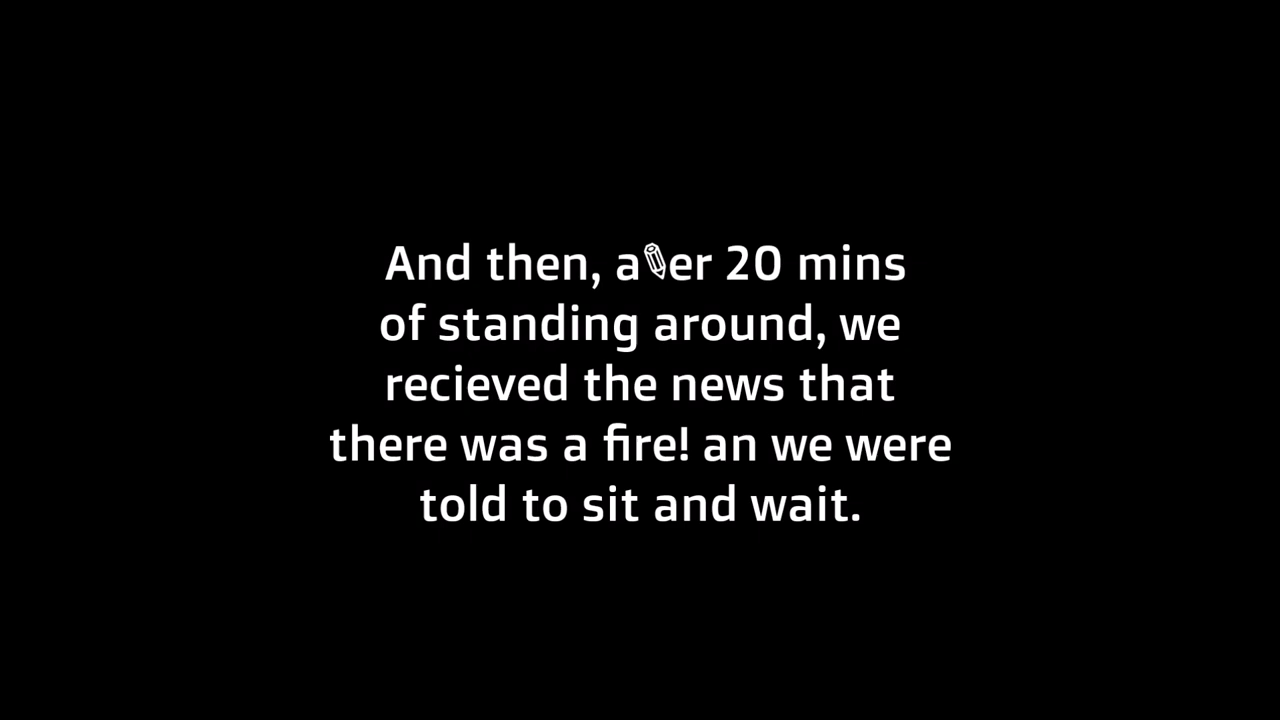 And then, a✎er 20 mins
of standing around, we
recieved the news that
there was a fire! an we were
told to sit and wait.